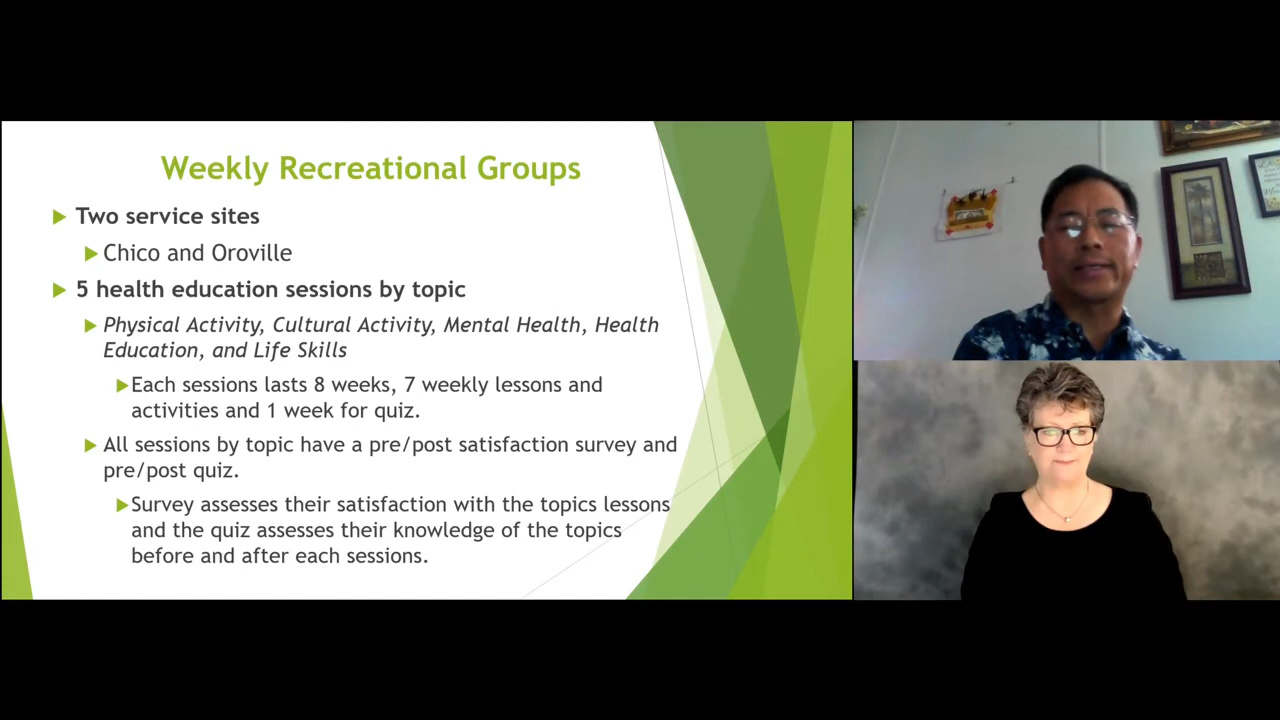 Weekly Recreational Groups
Two service sites
Chico and Oroville
5 health education sessions by topic
Physical Activity, Cultural Activity, Mental Health, Health
Education, and Life Skills
Each sessions lasts 8 weeks, 7 weekly lessons and
activities and 1 week for quiz.
All sessions by topic have a pre/post satisfaction survey and
pre/post quiz.
Survey assesses their satisfaction with the topics lessons
and the quiz assesses their knowledge of the topics
before and after each sessions.